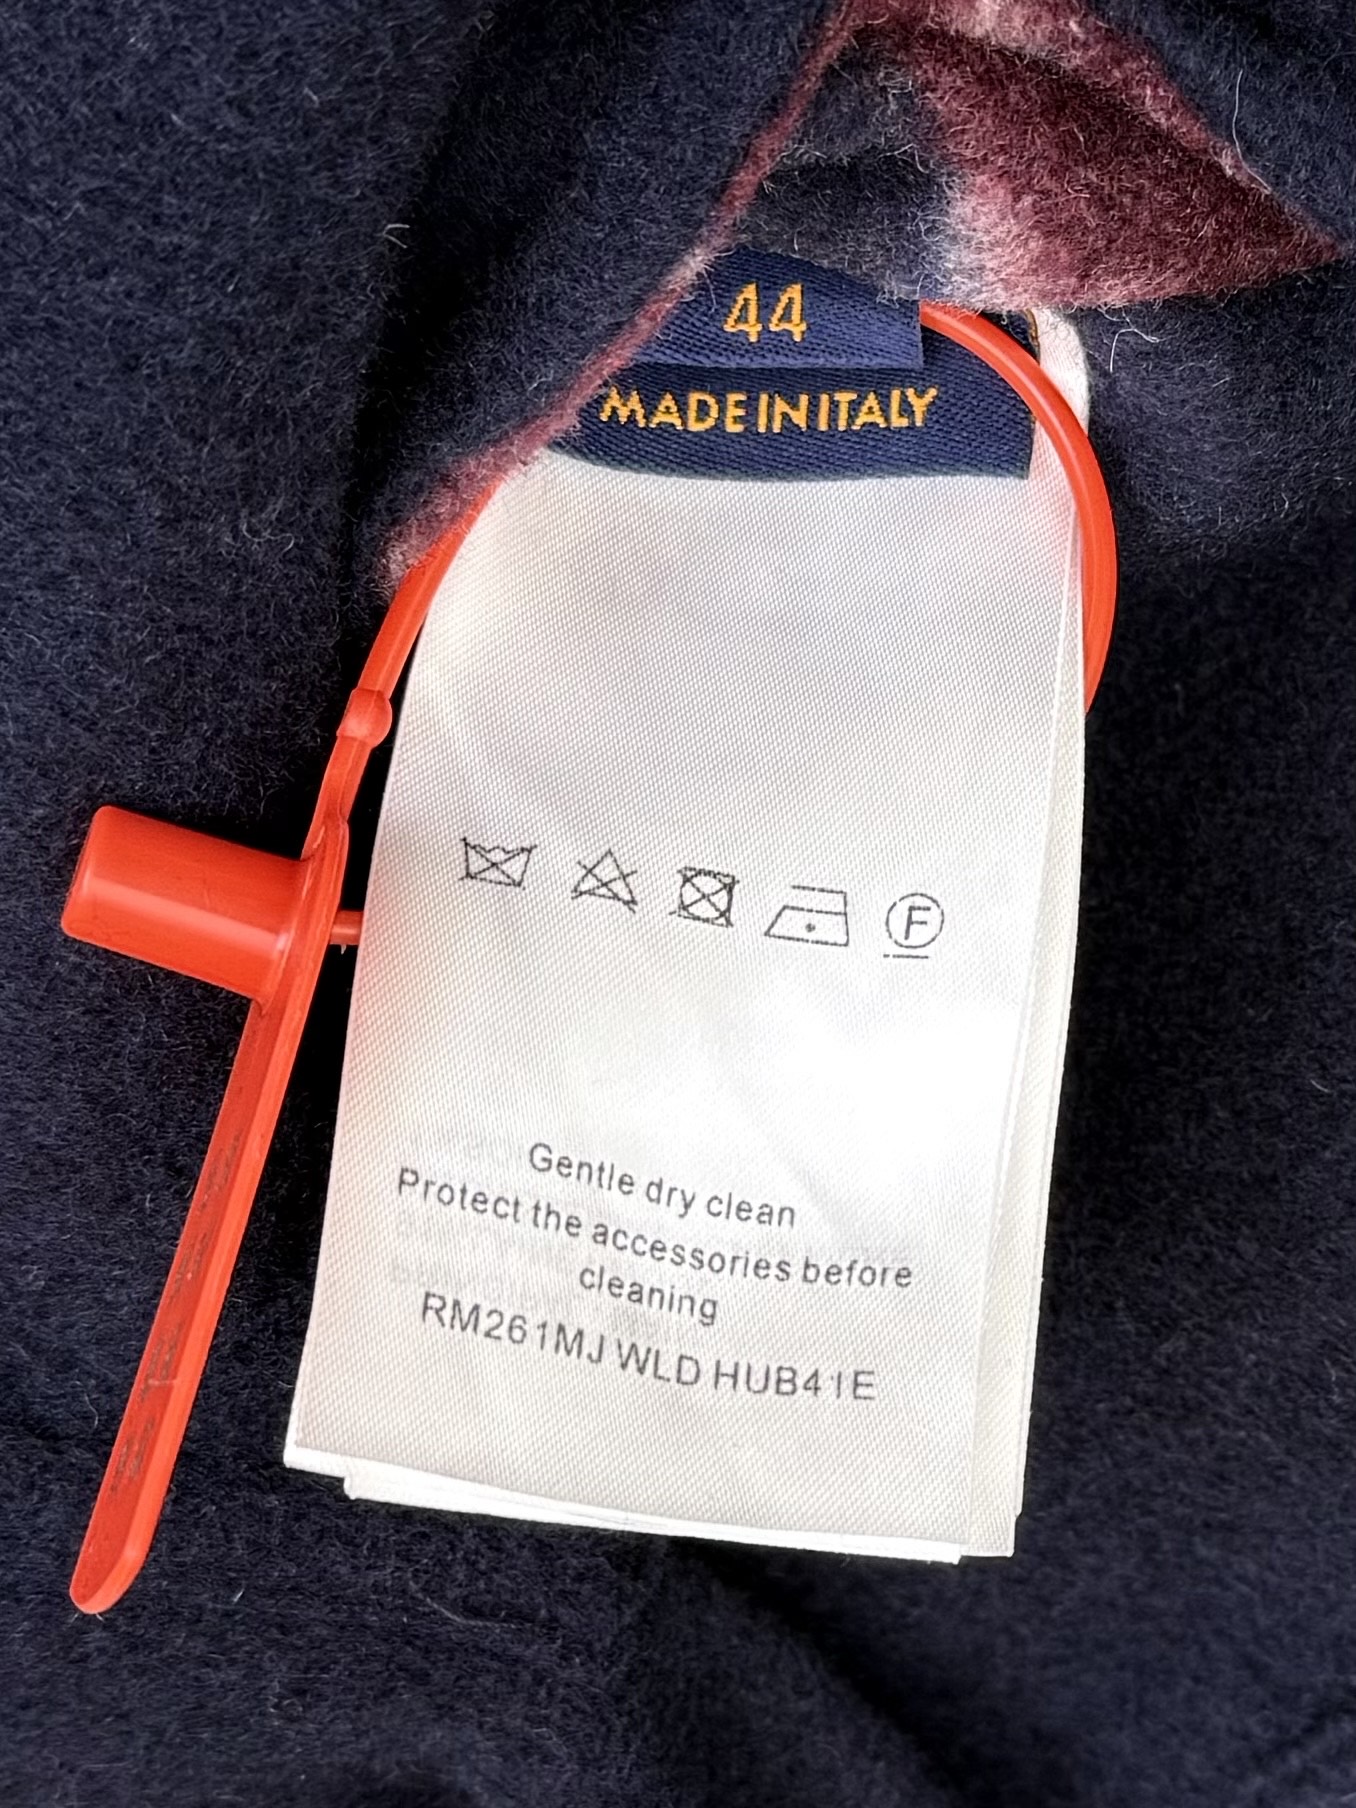 44
MADE IN ITALY
F
Gentle dry clean
Protect the accessories before
cleaning
RM261MJ WLD HUB41E